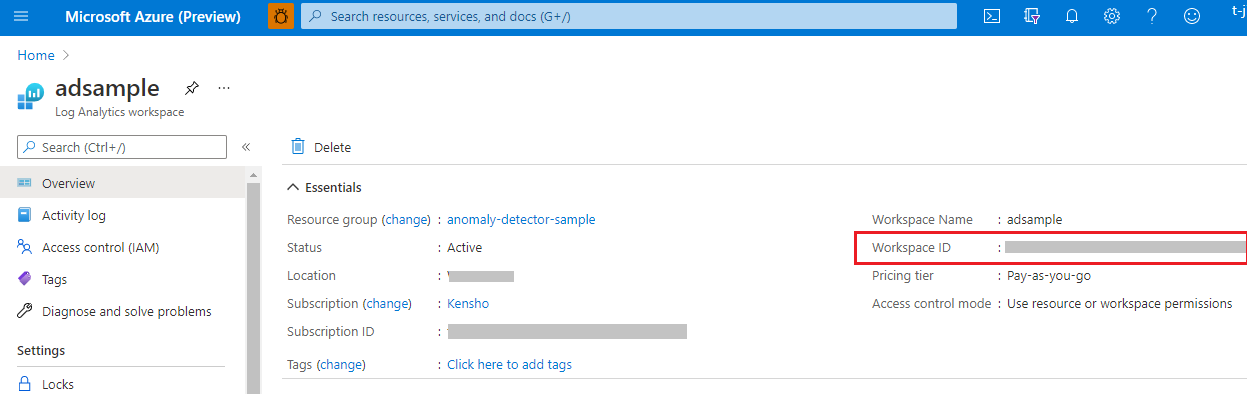 Microsoft Azure (Preview)
Search resources, services, and docs (G+/)
t-j
Home >
adsample
...
Log Analytics workspace
Search (Ctrl+/)
«
Overview
Activity log
Access control (IAM)
Tags
Diagnose and solve problems
Settings
Locks
Delete
Essentials
Resource group (change) : anomaly-detector-sample
Status : Active
Location :
Subscription (change) : Kensho
Subscription ID :
Tags (change) : Click here to add tags
Workspace Name : adsample
Workspace ID :
Pricing tier : Pay-as-you-go
Access control mode : Use resource or workspace permissions